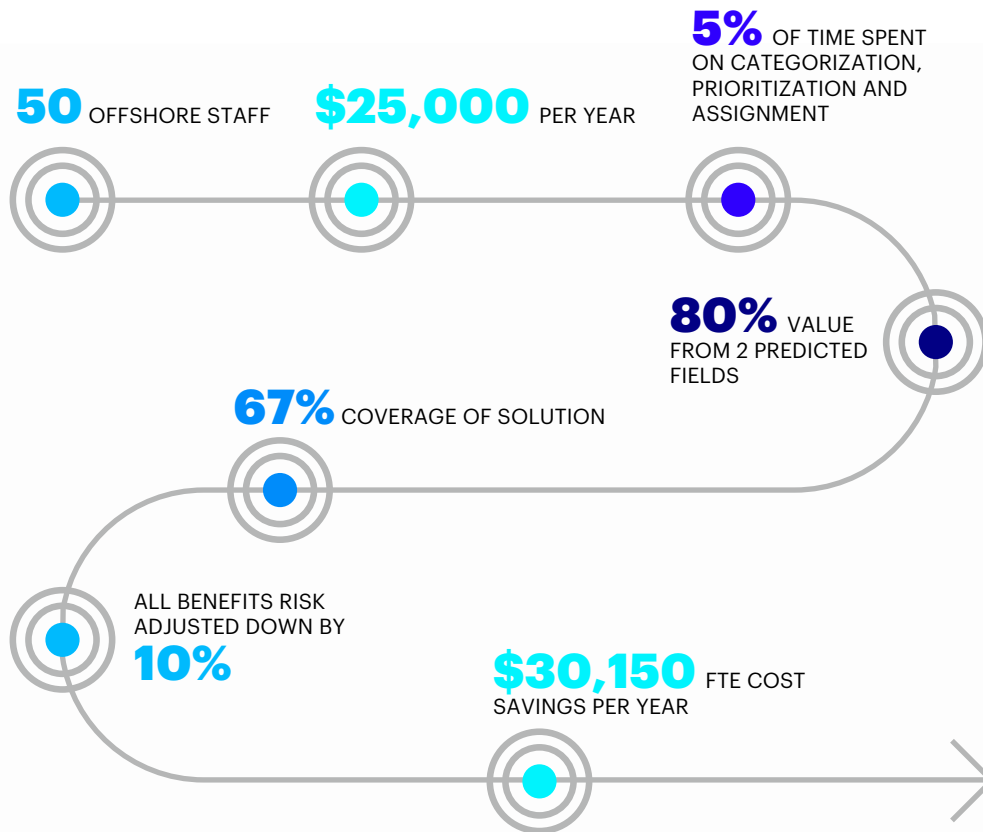 50 OFFSHORE STAFF
$25,000 PER YEAR
5% OF TIME SPENT
ON CATEGORIZATION,
PRIORITIZATION AND
ASSIGNMENT
80% VALUE
FROM 2 PREDICTED
FIELDS
67% COVERAGE OF SOLUTION
ALL BENEFITS RISK
ADJUSTED DOWN BY
10%
$30,150 FTE COST
SAVINGS PER YEAR